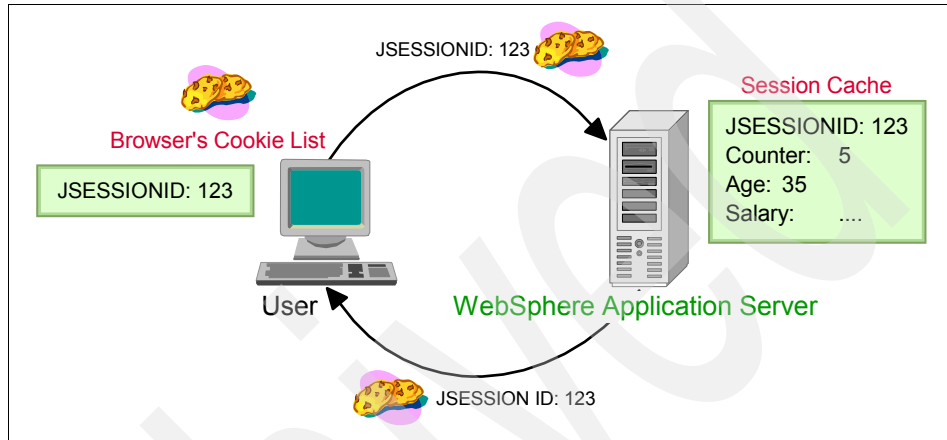 JSESSIONID: 123
Session Cache
JSESSIONID: 123
Counter: 5
Age: 35
Salary: ....
Browser's Cookie List
JSESSIONID: 123
User
WebSphere Application Server
JSESSION ID: 123